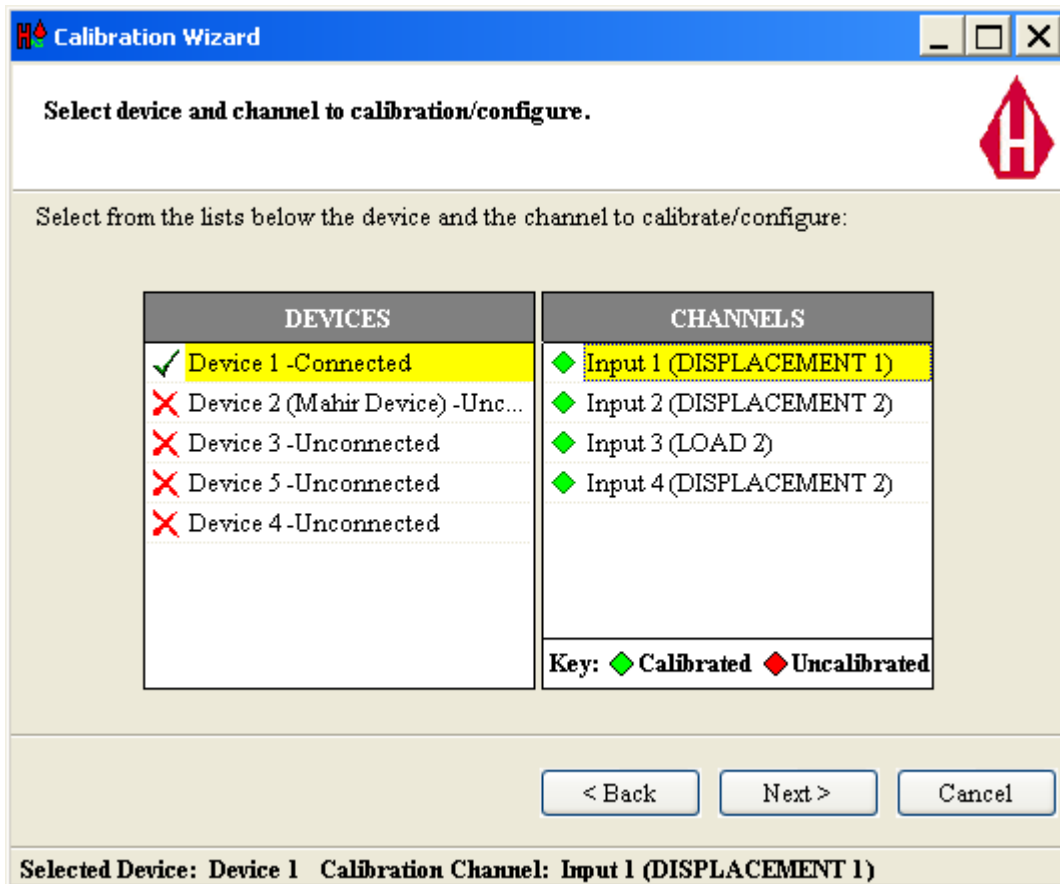 Calibration Wizard
Select device and channel to calibration/configure.
Select from the lists below the device and the channel to calibrate/configure:
DEVICES
Device 1 -Connected
Device 2 (Mahir Device) -Unc...
Device 3 -Unconnected
Device 5 -Unconnected
Device 4 -Unconnected
CHANNELS
Input 1 (DISPLACEMENT 1)
Input 2 (DISPLACEMENT 2)
Input 3 (LOAD 2)
Input 4 (DISPLACEMENT 2)
Key: Calibrated Uncalibrated
< Back Next > Cancel
Selected Device: Device 1 Calibration Channel: Input 1 (DISPLACEMENT 1)